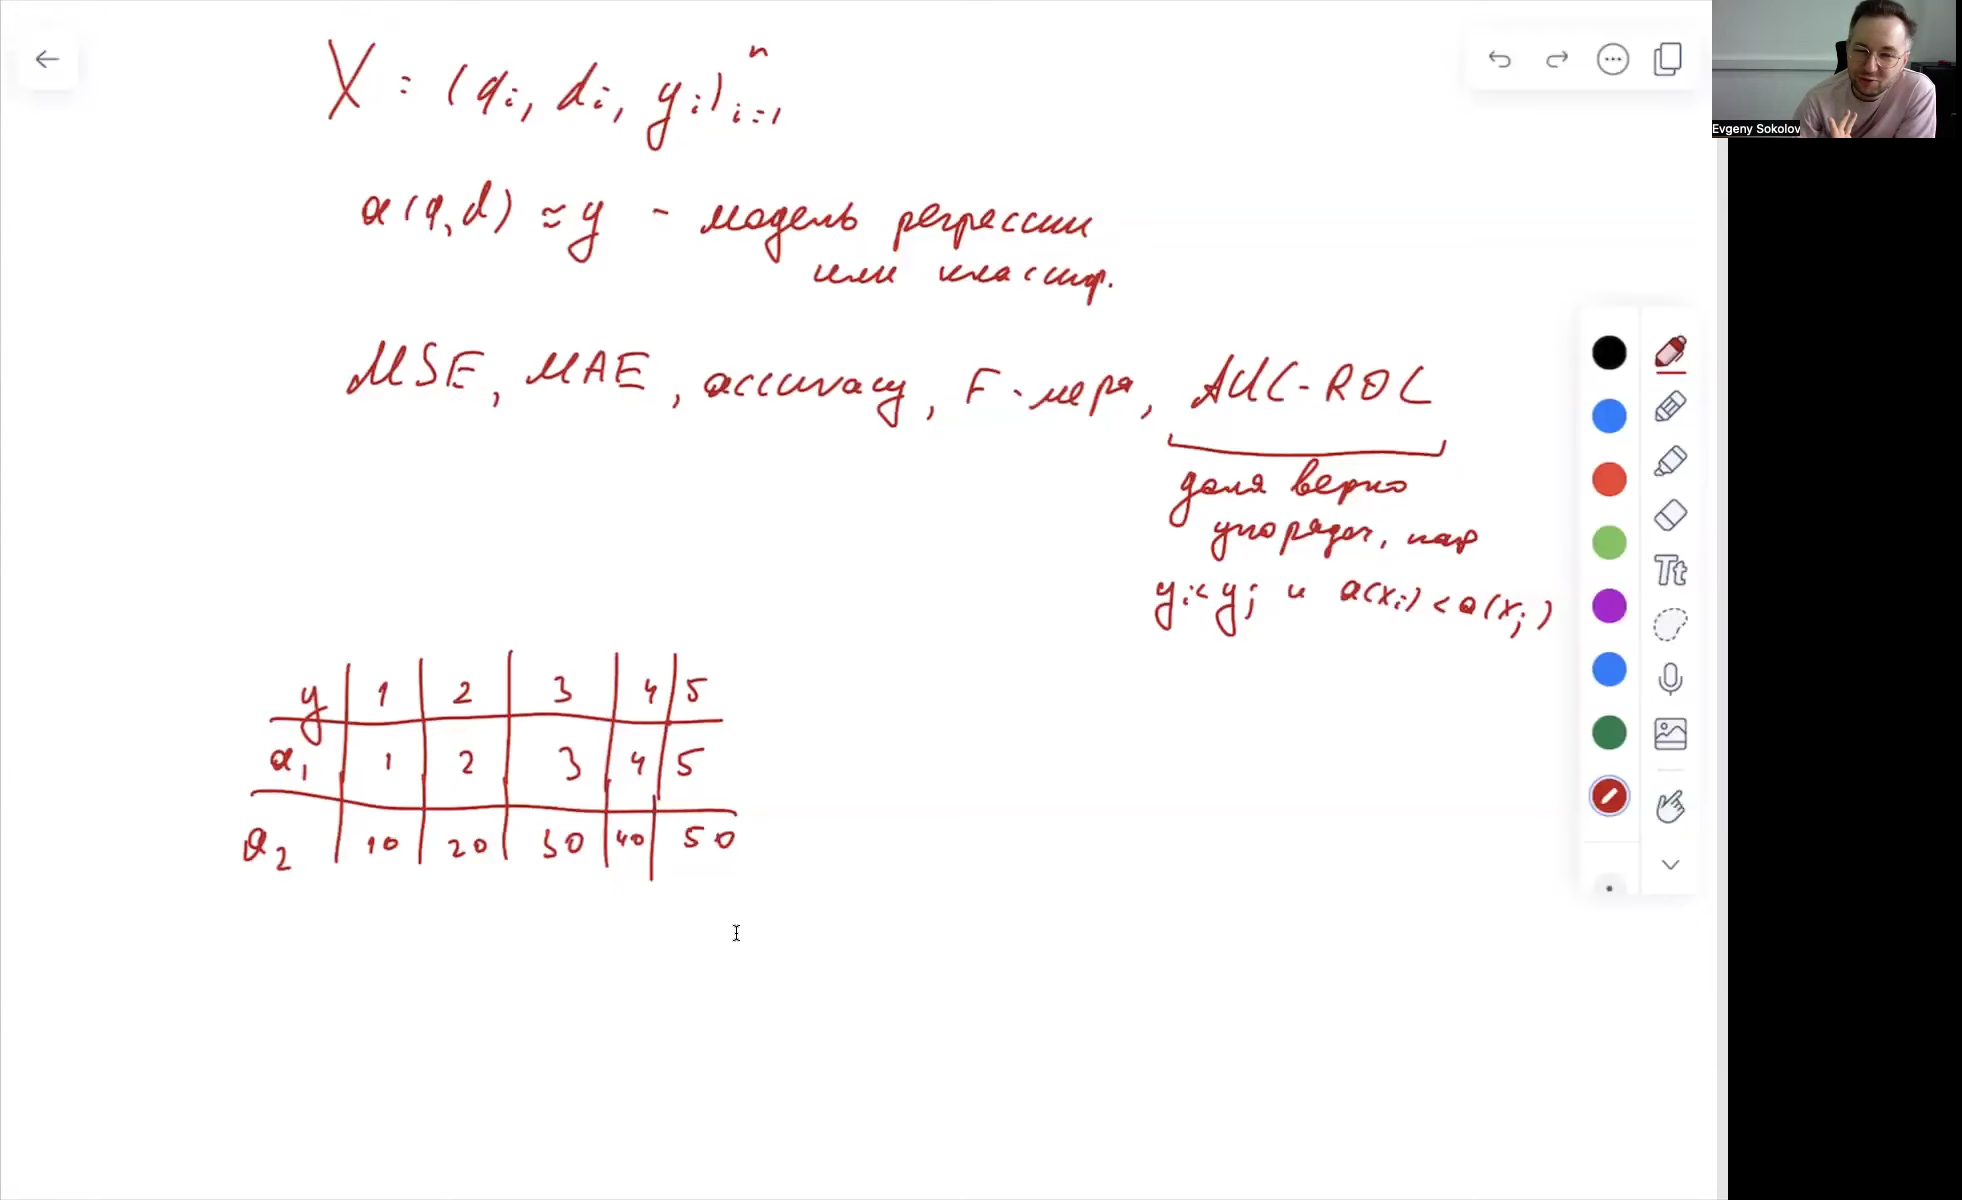 X = (qᵢ, dᵢ, yᵢ)ⁿᵢ₌₁
a(q, d) ≈ y - модель регрессии
или классиф.
MSE, MAE, accuracy, F-мера, AUC-ROC
доля верно
упорядоч. пар
yᵢ < yⱼ и a(xᵢ) < a(xⱼ)
y 1 2 3 4 5
a₁ 1 2 3 4 5
a₂ 10 20 30 40 50
Evgeny Sokolov
Tt